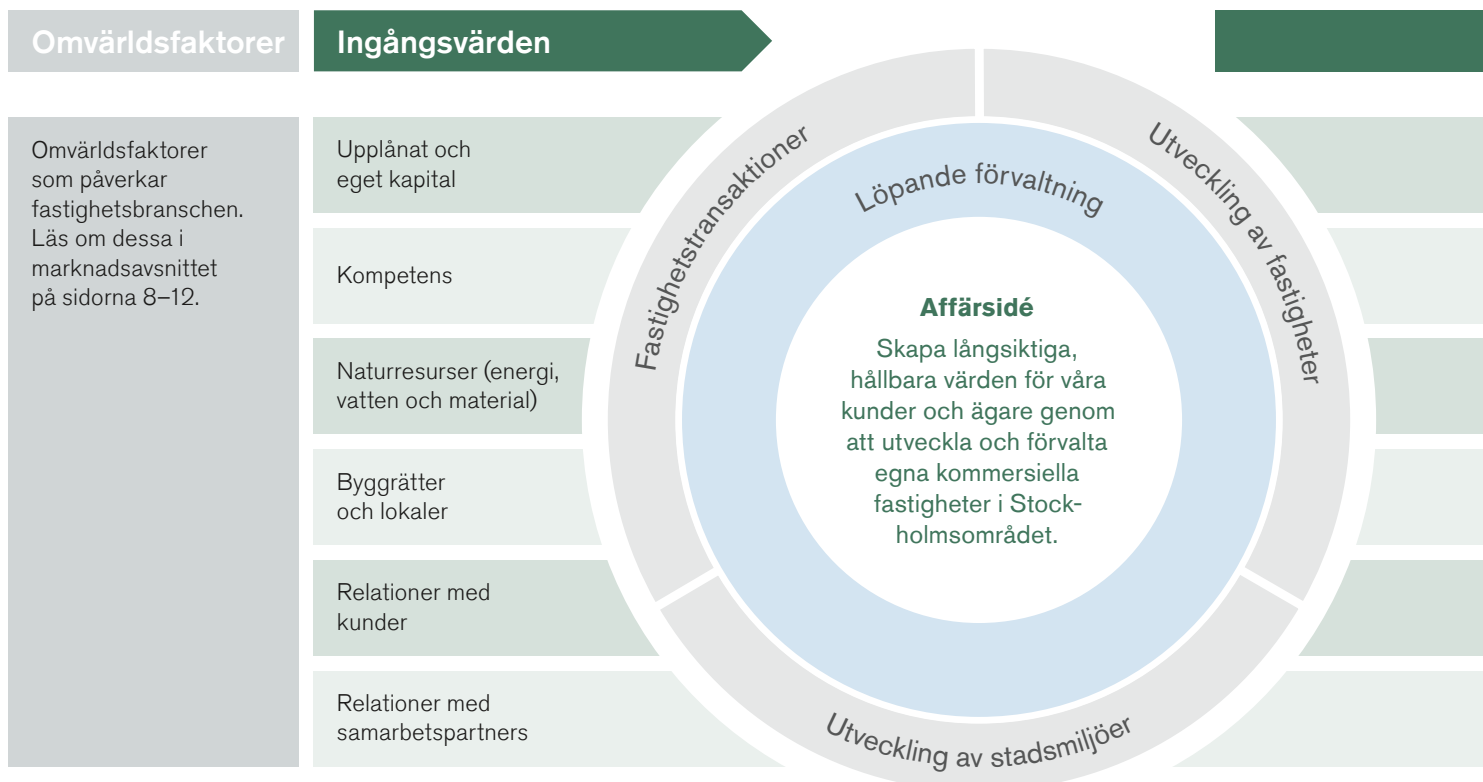 Omvärldsfaktorer
Ingångsvärden
Omvärldsfaktorer
som påverkar
fastighetsbranschen.
Läs om dessa i
marknadsavsnittet
på sidorna 8–12.
Upplånat och
eget kapital
Kompetens
Naturresurser (energi,
vatten och material)
Byggrätter
och lokaler
Relationer med
kunder
Relationer med
samarbetspartners
Fastighetstransaktioner
Utveckling av fastigheter
Utveckling av stadsmiljöer
Löpande förvaltning
Affärsidé
Skapa långsiktiga,
hållbara värden för våra
kunder och ägare genom
att utveckla och förvalta
egna kommersiella
fastigheter i Stock-
holmsområdet.